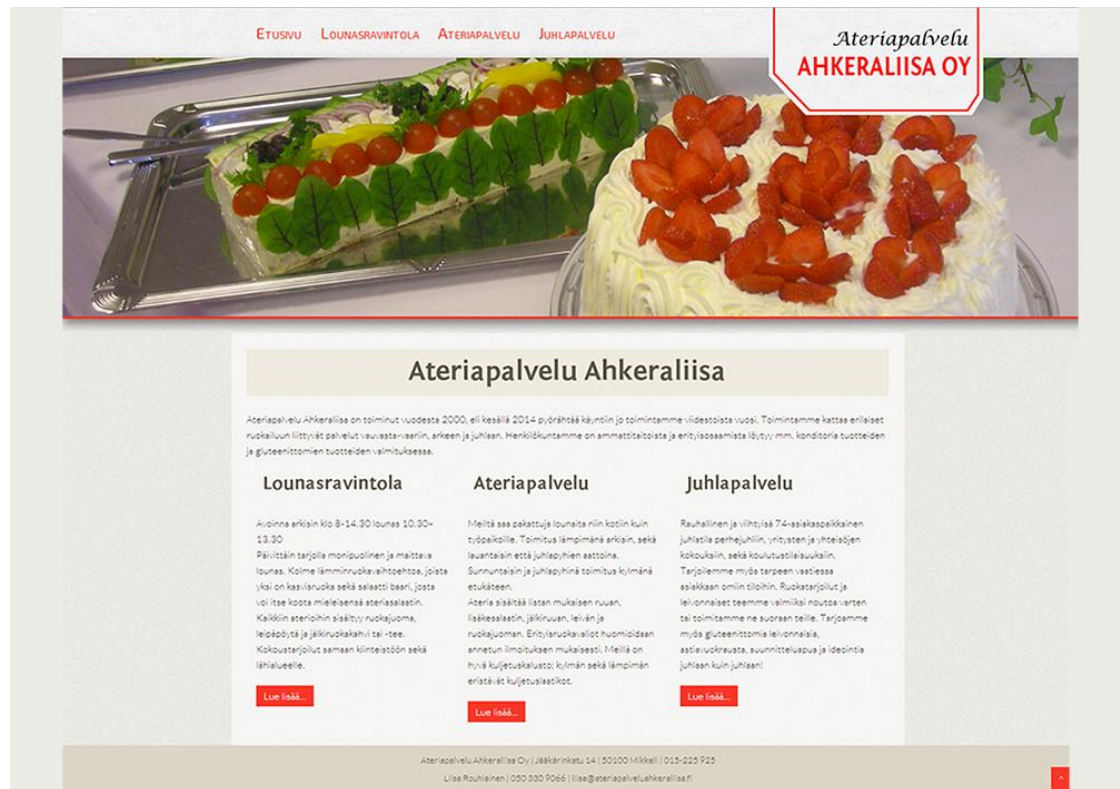 Etusivu Lounasravintola Ateriapalvelu Juhlapalvelu
Ateriapalvelu
AHKERALIISA OY
Ateriapalvelu Ahkeraliisa
Ateriapalvelu Ahkeraliisa on toiminut vuodesta 2000, eli kesällä 2014 pyörähtää käyntiin jo toimintamme viidestoista vuosi. Toimintamme kattaa erilaiset
ruokailuun liittyvät palvelut vauvasta-vaariin, arkeen ja juhlaan. Henkilökuntamme on ammattitaitoista ja erityisosaamista löytyy mm. konditoria tuotteiden
ja gluteenittomien tuotteiden valmituksessa.
Lounasravintola
Avoinna arkisin klo 8-14.30 lounas 10.30–
13.30
Päivittäin tarjolla monipuolinen ja maittava
lounas. Kolme lämminruokavaihtoehtoa, joista
yksi on kasvisruoka sekä salaatti baari, josta
voi itse koota mieleisensä ateriasalaatin.
Kaikkiin aterioihin sisältyy ruokajuoma,
leipäpöytä ja jälkiruokakahvi tai -tee.
Kokoustarjoilut samaan kiinteistöön sekä
lähialueelle.
Lue lisää...
Ateriapalvelu
Meiltä saa pakattuja lounaita niin kotiin kuin
työpaikoille. Toimitus lämpimänä arkisin, sekä
lauantaisin että juhlapyhien aattoina.
Sunnuntaisin ja juhlapyhinä toimitus kylmänä
etukäteen.
Ateria sisältää listan mukaisen ruuan,
lisäkesalaatin, jälkiruan, leivän ja
ruokajuoman. Erityisruokavaliot huomioidaan
annetun ilmoituksen mukaisesti. Meillä on
hyvä kuljetuskalusto; kylmän sekä lämpimän
eristävät kuljetuslaatikot.
Lue lisää...
Juhlapalvelu
Rauhallinen ja viihtyisä 74-asiakaspaikkainen
juhlatila perhejuhliin, yritysten ja yhteisöjen
kokouksiin, sekä koulutustilaisuuksiin.
Tarjoilemme myös tarpeen vaatiessa
asiakkaan omiin tiloihin. Ruokatarjoilut ja
leivonnaiset teemme valmiiksi noutoa varten
tai toimitamme ne suoraan teille. Tarjoamme
myös gluteenittomia leivonnaisia,
astiavuokrausta, suunnitteluapua ja ideointia
juhlaan kuin juhlaan!
Lue lisää...
Ateriapalvelu Ahkeraliisa Oy | Jääkärinkatu 14 | 50100 Mikkeli | 015-225 925
Liisa Rouhiainen | 050 330 9066 | liisa@ateriapalveluahkeraliisa.fi